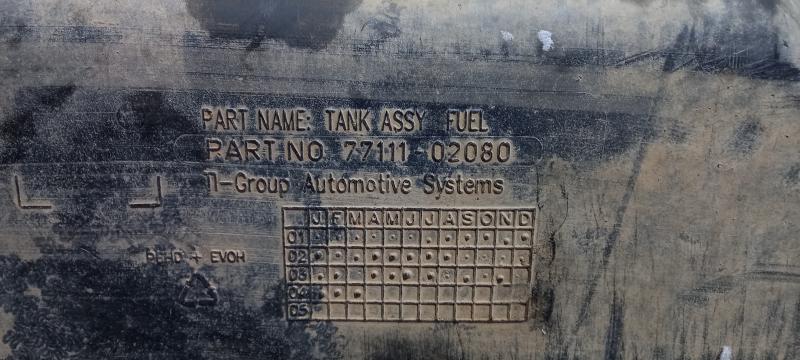 PART NAME: TANK ASSY FUEL
PART NO 77111-02080
TI-Group Automotive Systems
J F M A M J J A S O N D
01
02
PEHD + EVOH
03
04
05